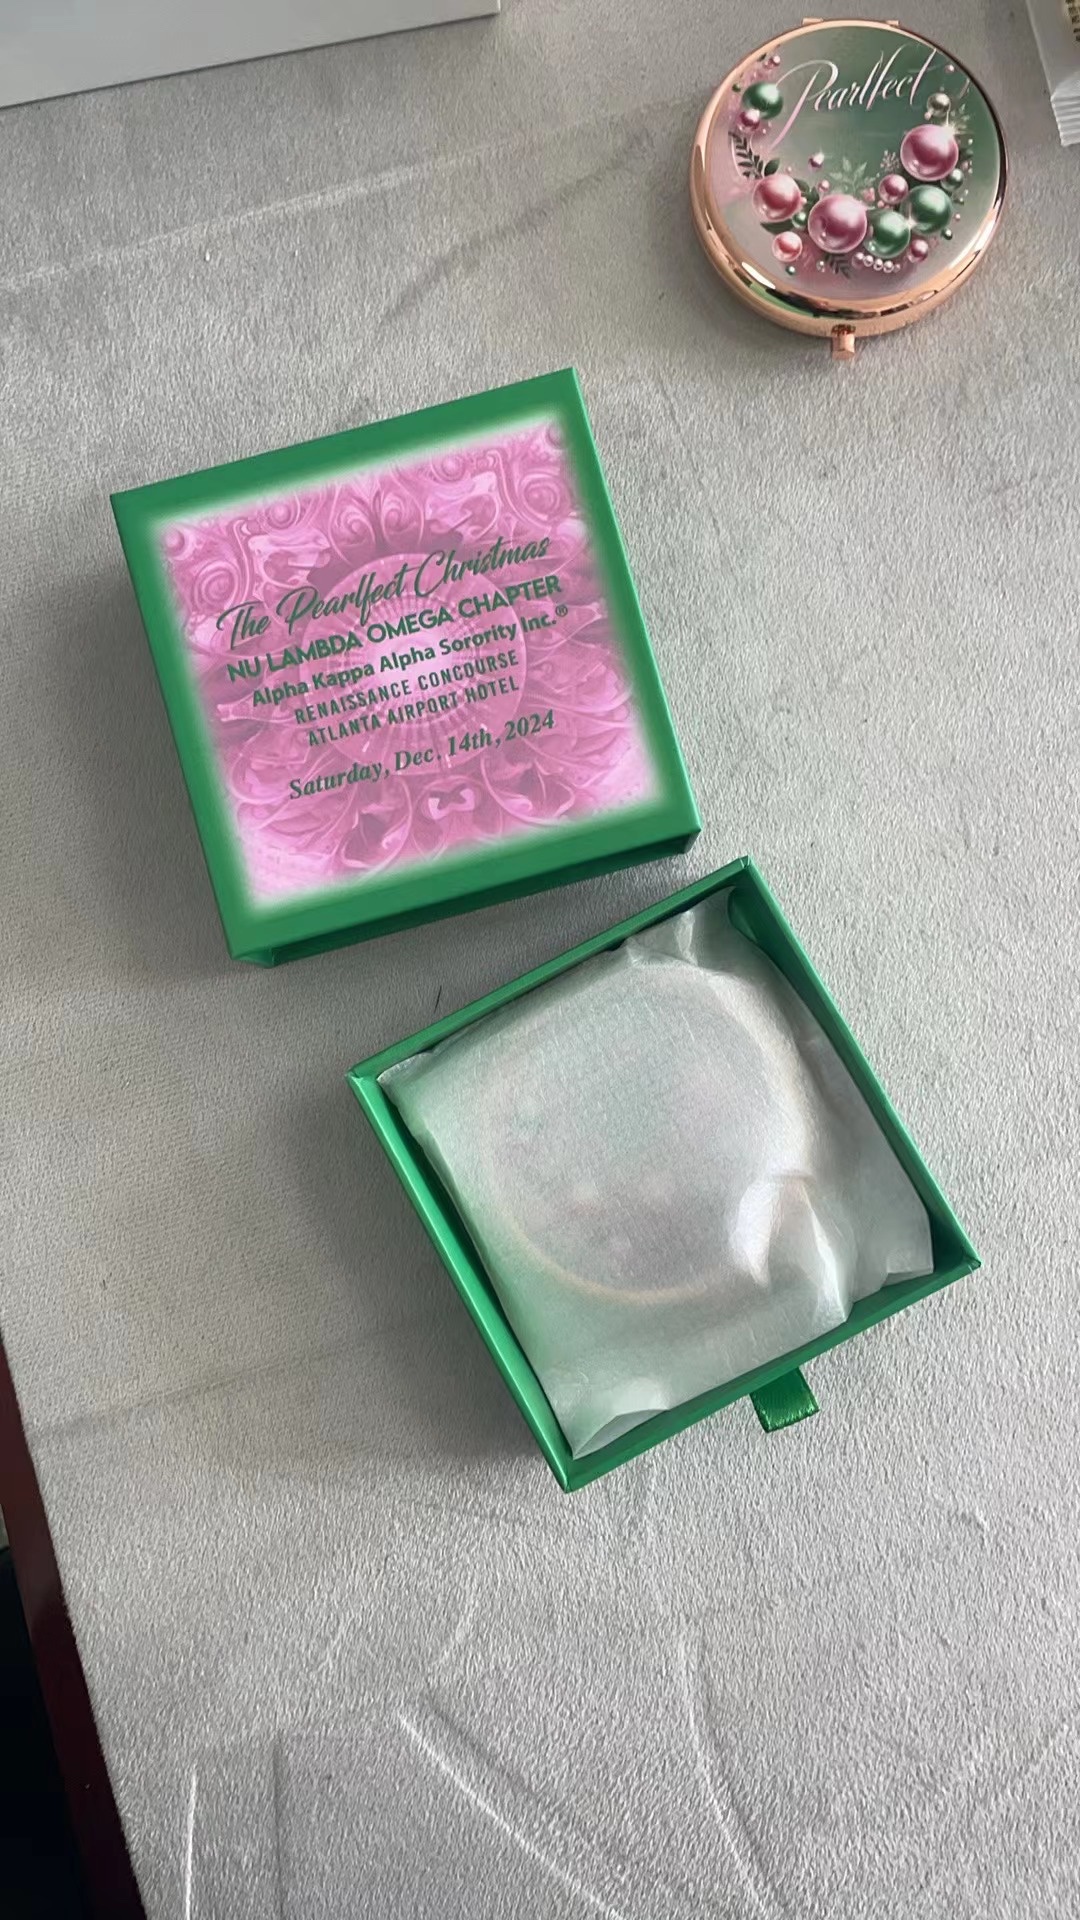 Pearlfect
The Pearlfect Christmas
NU LAMBDA OMEGA CHAPTER
Alpha Kappa Alpha Sorority Inc.®
RENAISSANCE CONCOURSE
ATLANTA AIRPORT HOTEL
Saturday, Dec. 14th, 2024